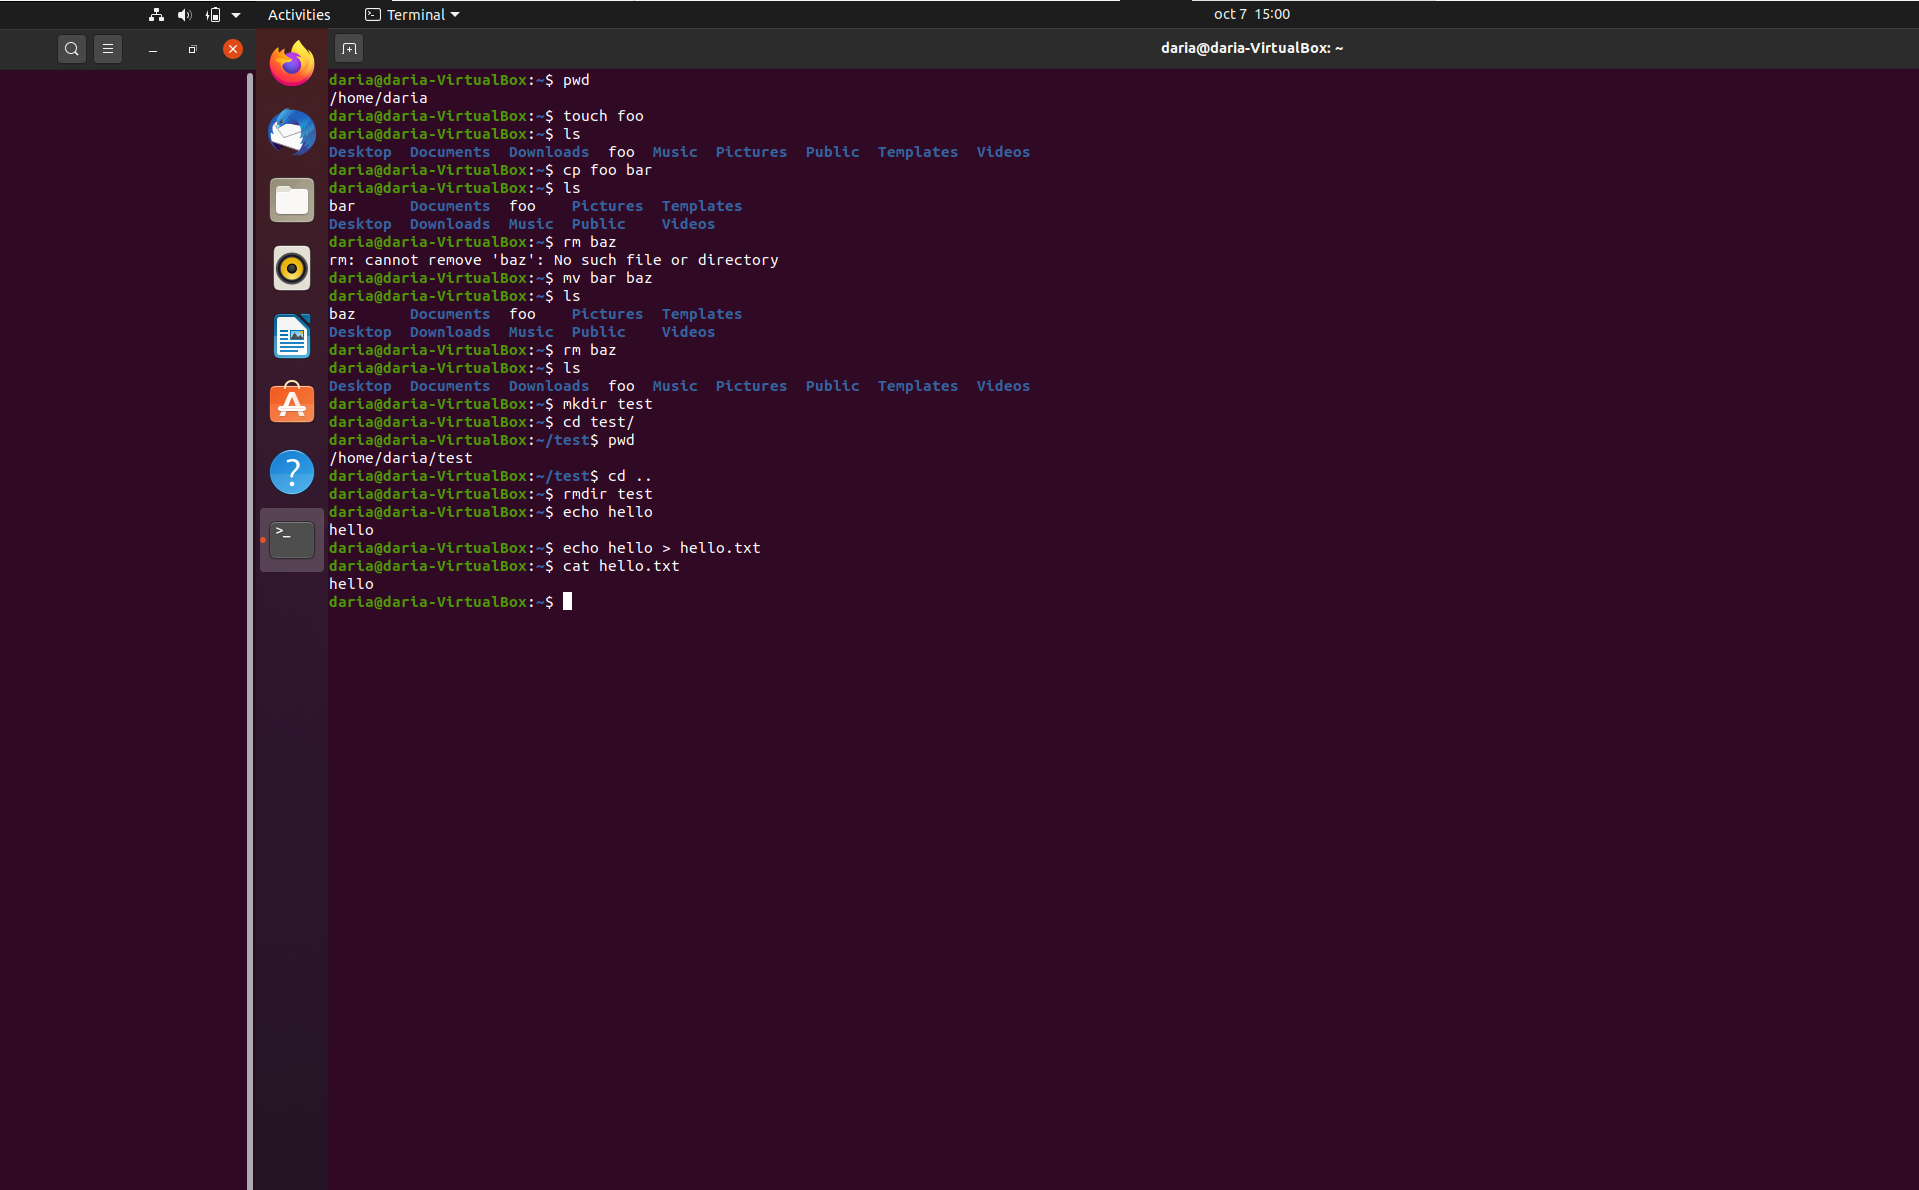 Activities Terminal oct 7 15:00
daria@daria-VirtualBox: ~
daria@daria-VirtualBox:~$ pwd
/home/daria
daria@daria-VirtualBox:~$ touch foo
daria@daria-VirtualBox:~$ ls
Desktop Documents Downloads foo Music Pictures Public Templates Videos
daria@daria-VirtualBox:~$ cp foo bar
daria@daria-VirtualBox:~$ ls
bar Documents foo Pictures Templates
Desktop Downloads Music Public Videos
daria@daria-VirtualBox:~$ rm baz
rm: cannot remove 'baz': No such file or directory
daria@daria-VirtualBox:~$ mv bar baz
daria@daria-VirtualBox:~$ ls
baz Documents foo Pictures Templates
Desktop Downloads Music Public Videos
daria@daria-VirtualBox:~$ rm baz
daria@daria-VirtualBox:~$ ls
Desktop Documents Downloads foo Music Pictures Public Templates Videos
daria@daria-VirtualBox:~$ mkdir test
daria@daria-VirtualBox:~$ cd test/
daria@daria-VirtualBox:~/test$ pwd
/home/daria/test
daria@daria-VirtualBox:~/test$ cd ..
daria@daria-VirtualBox:~$ rmdir test
daria@daria-VirtualBox:~$ echo hello
hello
daria@daria-VirtualBox:~$ echo hello > hello.txt
daria@daria-VirtualBox:~$ cat hello.txt
hello
daria@daria-VirtualBox:~$